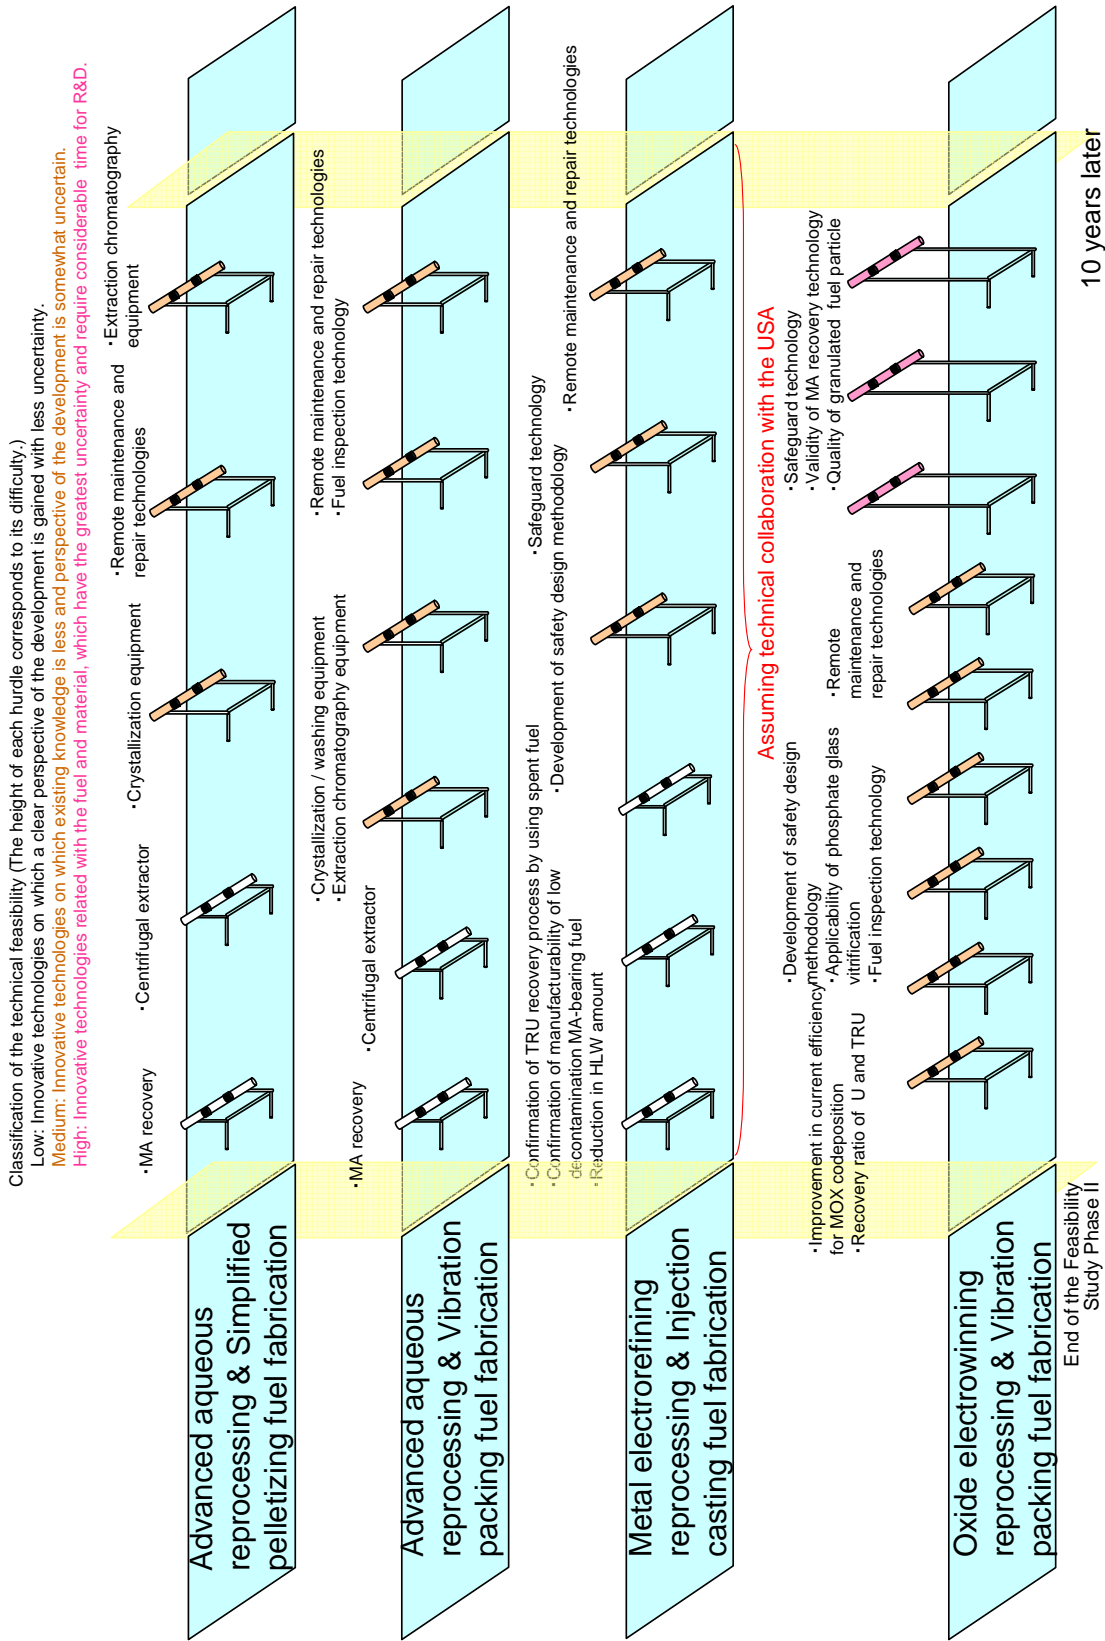 Classification of the technical feasibility (The height of each hurdle corresponds to its difficulty.)
Low: Innovative technologies on which a clear perspective of the development is gained with less uncertainty.
Medium: Innovative technologies on which existing knowledge is less and perspective of the development is somewhat uncertain.
High: Innovative technologies related with the fuel and material, which have the greatest uncertainty and require considerable time for R&D.
Advanced aqueous
reprocessing & Simplified
pelletizing fuel fabrication
・MA recovery
・Centrifugal extractor
・Crystallization equipment
・Remote maintenance and
repair technologies
・Extraction chromatography
equipment
Advanced aqueous
reprocessing & Vibration
packing fuel fabrication
・MA recovery
・Centrifugal extractor
・Crystallization / washing equipment
・Extraction chromatography equipment
・Remote maintenance and repair technologies
・Fuel inspection technology
Metal electrorefining
reprocessing & Injection
casting fuel fabrication
・Confirmation of TRU recovery process by using spent fuel
・Confirmation of manufacturability of low
decontamination MA-bearing fuel
・Reduction in HLW amount
・Safeguard technology
・Development of safety design methodology
・Remote maintenance and repair technologies
Assuming technical collaboration with the USA
Oxide electrowinning
reprocessing & Vibration
packing fuel fabrication
・Improvement in current efficiency
for MOX codeposition
・Recovery ratio of U and TRU
・Development of safety design
methodology
・Applicability of phosphate glass
vitrification
・Fuel inspection technology
・Remote
maintenance and
repair technologies
・Safeguard technology
・Validity of MA recovery technology
・Quality of granulated fuel particle
End of the Feasibility
Study Phase II
10 years later